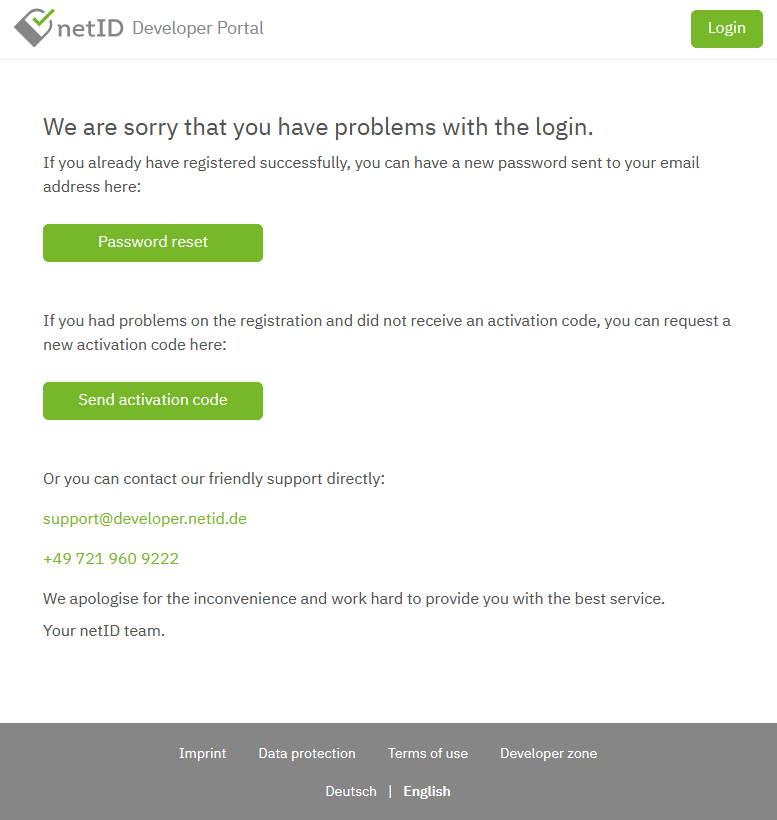 netID Developer Portal
Login
We are sorry that you have problems with the login.
If you already have registered successfully, you can have a new password sent to your email
address here:
Password reset
If you had problems on the registration and did not receive an activation code, you can request a
new activation code here:
Send activation code
Or you can contact our friendly support directly:
support@developer.netid.de
+49 721 960 9222
We apologise for the inconvenience and work hard to provide you with the best service.
Your netID team.
Imprint Data protection Terms of use Developer zone
Deutsch | English